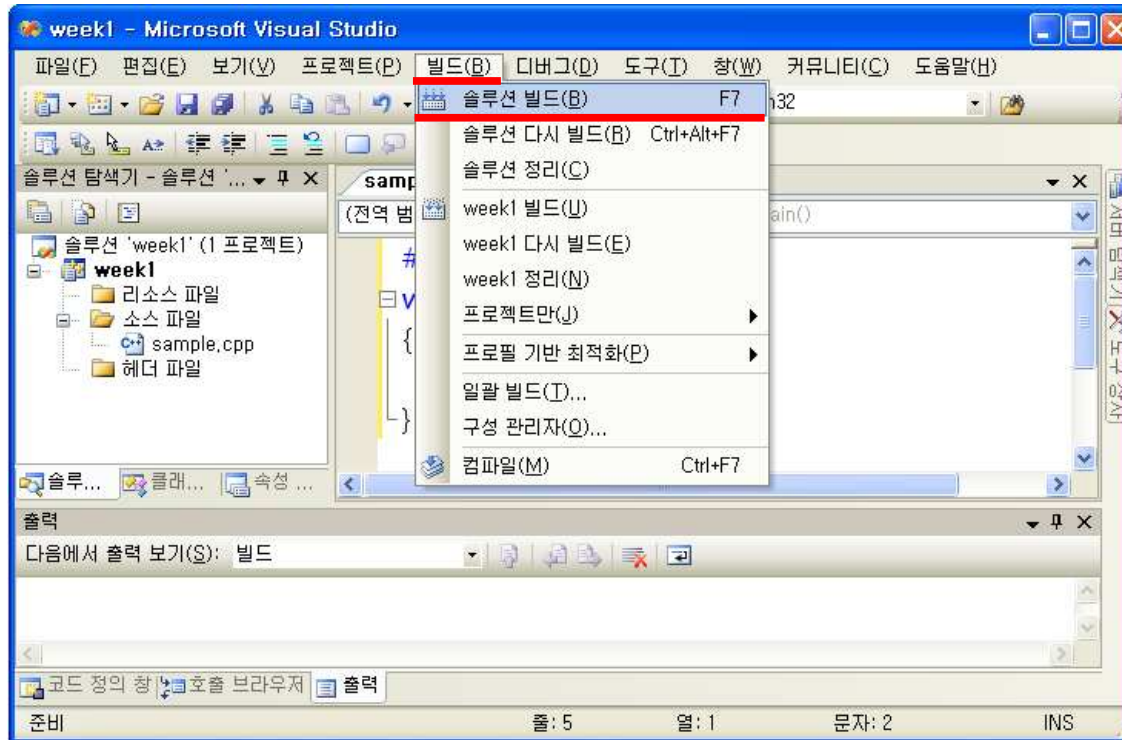 week1 - Microsoft Visual Studio
파일(F) 편집(E) 보기(V) 프로젝트(P) 빌드(B) 디버그(D) 도구(T) 창(W) 커뮤니티(C) 도움말(H)
솔루션 빌드(B) F7
솔루션 다시 빌드(R) Ctrl+Alt+F7
솔루션 정리(C)
week1 빌드(U)
week1 다시 빌드(E)
week1 정리(N)
프로젝트만(J)
프로필 기반 최적화(P)
일괄 빌드(T)...
구성 관리자(O)...
컴파일(M) Ctrl+F7
솔루션 탐색기 - 솔루션 '...
솔루션 'week1' (1 프로젝트)
week1
리소스 파일
소스 파일
sample.cpp
헤더 파일
솔루... 클래... 속성 ...
samp
(전역 범 ain()
#
v
{
}
출력
다음에서 출력 보기(S): 빌드
코드 정의 창 호출 브라우저 출력
준비 줄: 5 열: 1 문자: 2 INS